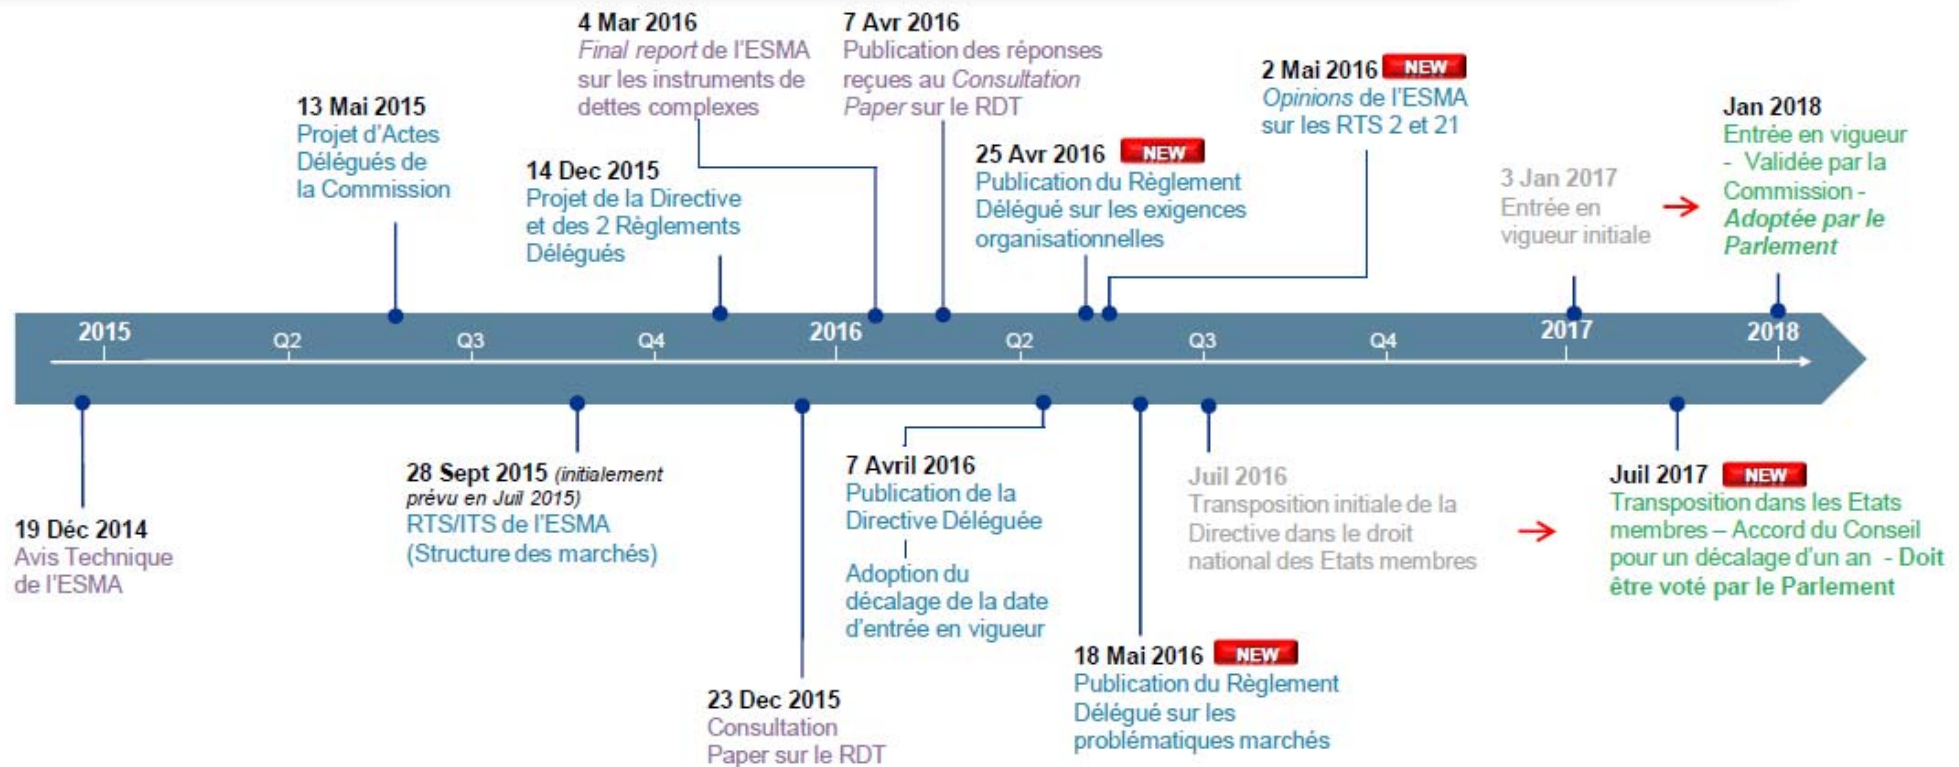 4 Mar 2016
Final report de l'ESMA
sur les instruments de
dettes complexes
7 Avr 2016
Publication des réponses
reçues au Consultation
Paper sur le RDT
2 Mai 2016 NEW
Opinions de l'ESMA
sur les RTS 2 et 21
13 Mai 2015
Projet d'Actes
Délégués de
la Commission
14 Dec 2015
Projet de la Directive
et des 2 Règlements
Délégués
25 Avr 2016 NEW
Publication du Règlement
Délégué sur les exigences
organisationnelles
3 Jan 2017
Entrée en
vigueur initiale
Jan 2018
Entrée en vigueur
- Validée par la
Commission -
Adoptée par le
Parlement
2015 Q2 Q3 Q4 2016 Q2 Q3 Q4 2017 2018
19 Déc 2014
Avis Technique
de l'ESMA
28 Sept 2015 (initialement
prévu en Juil 2015)
RTS/ITS de l'ESMA
(Structure des marchés)
23 Dec 2015
Consultation
Paper sur le RDT
7 Avril 2016
Publication de la
Directive Déléguée
Adoption du
décalage de la date
d'entrée en vigueur
18 Mai 2016 NEW
Publication du Règlement
Délégué sur les
problématiques marchés
Juil 2016
Transposition initiale de la
Directive dans le droit
national des Etats membres
Juil 2017 NEW
Transposition dans les Etats
membres – Accord du Conseil
pour un décalage d'un an - Doit
être voté par le Parlement